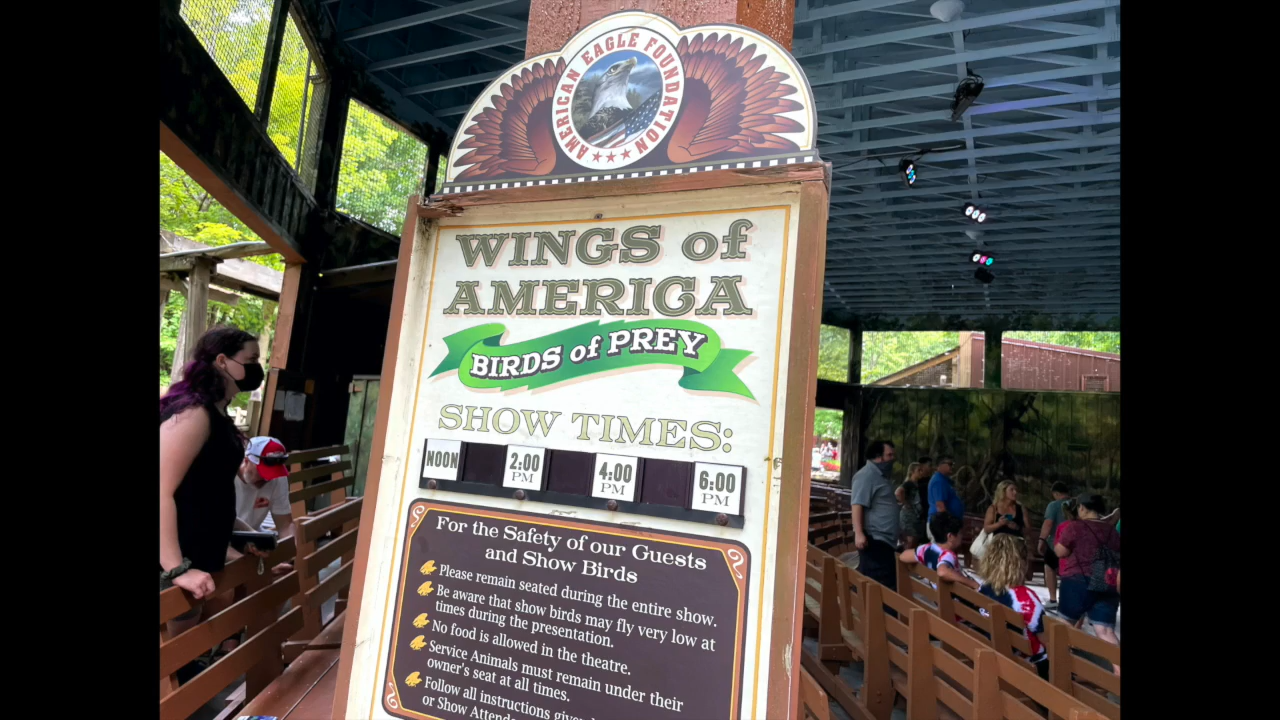 AMERICAN EAGLE FOUNDATION
WINGS of
AMERICA
BIRDS of PREY
SHOW TIMES:
NOON 2:00 PM 4:00 PM 6:00 PM
For the Safety of our Guests
and Show Birds
Please remain seated during the entire show.
Be aware that show birds may fly very low at
times during the presentation.
No food is allowed in the theatre.
Service Animals must remain under their
owner's seat at all times.
Follow all instructions
or Show